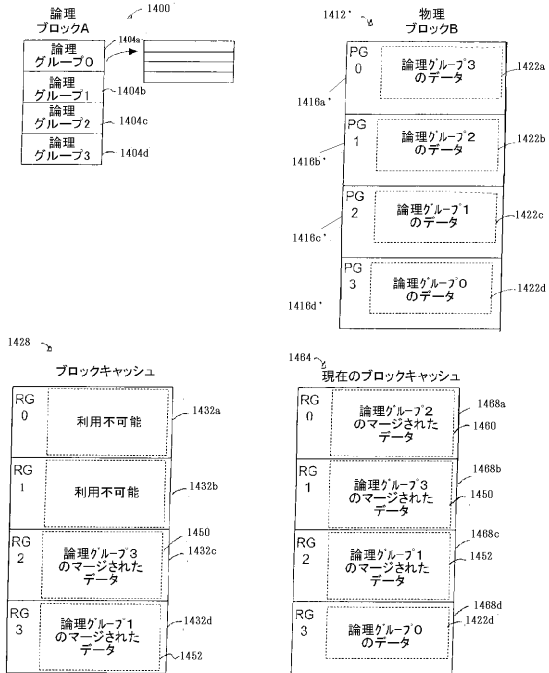 論理
ブロックA
1400
論理
グループ0
1404a
論理
グループ1
1404b
論理
グループ2
1404c
論理
グループ3
1404d
物理
ブロックB
1412'
PG
0
論理グループ3
のデータ
1422a
1416a'
PG
1
論理グループ2
のデータ
1422b
1416b'
PG
2
論理グループ1
のデータ
1422c
1416c'
PG
3
論理グループ0
のデータ
1422d
1416d'
1428
ブロックキャッシュ
RG
0
利用不可能
1432a
RG
1
利用不可能
1432b
RG
2
論理グループ3
のマージされた
データ
1450
1432c
RG
3
論理グループ1
のマージされた
データ
1432d
1452
1464
現在のブロックキャッシュ
RG
0
論理グループ2
のマージされた
データ
1468a
1460
RG
1
論理グループ3
のマージされた
データ
1468b
1450
RG
2
論理グループ1
のマージされた
データ
1468c
1452
RG
3
論理グループ0
のデータ
1468d
1422d